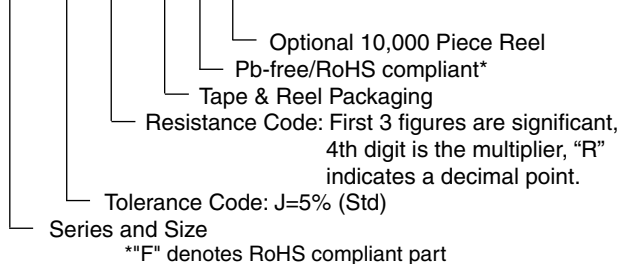 Optional 10,000 Piece Reel
Pb-free/RoHS compliant*
Tape & Reel Packaging
Resistance Code: First 3 figures are significant,
4th digit is the multiplier, “R”
indicates a decimal point.
Tolerance Code: J=5% (Std)
Series and Size
*"F" denotes RoHS compliant part